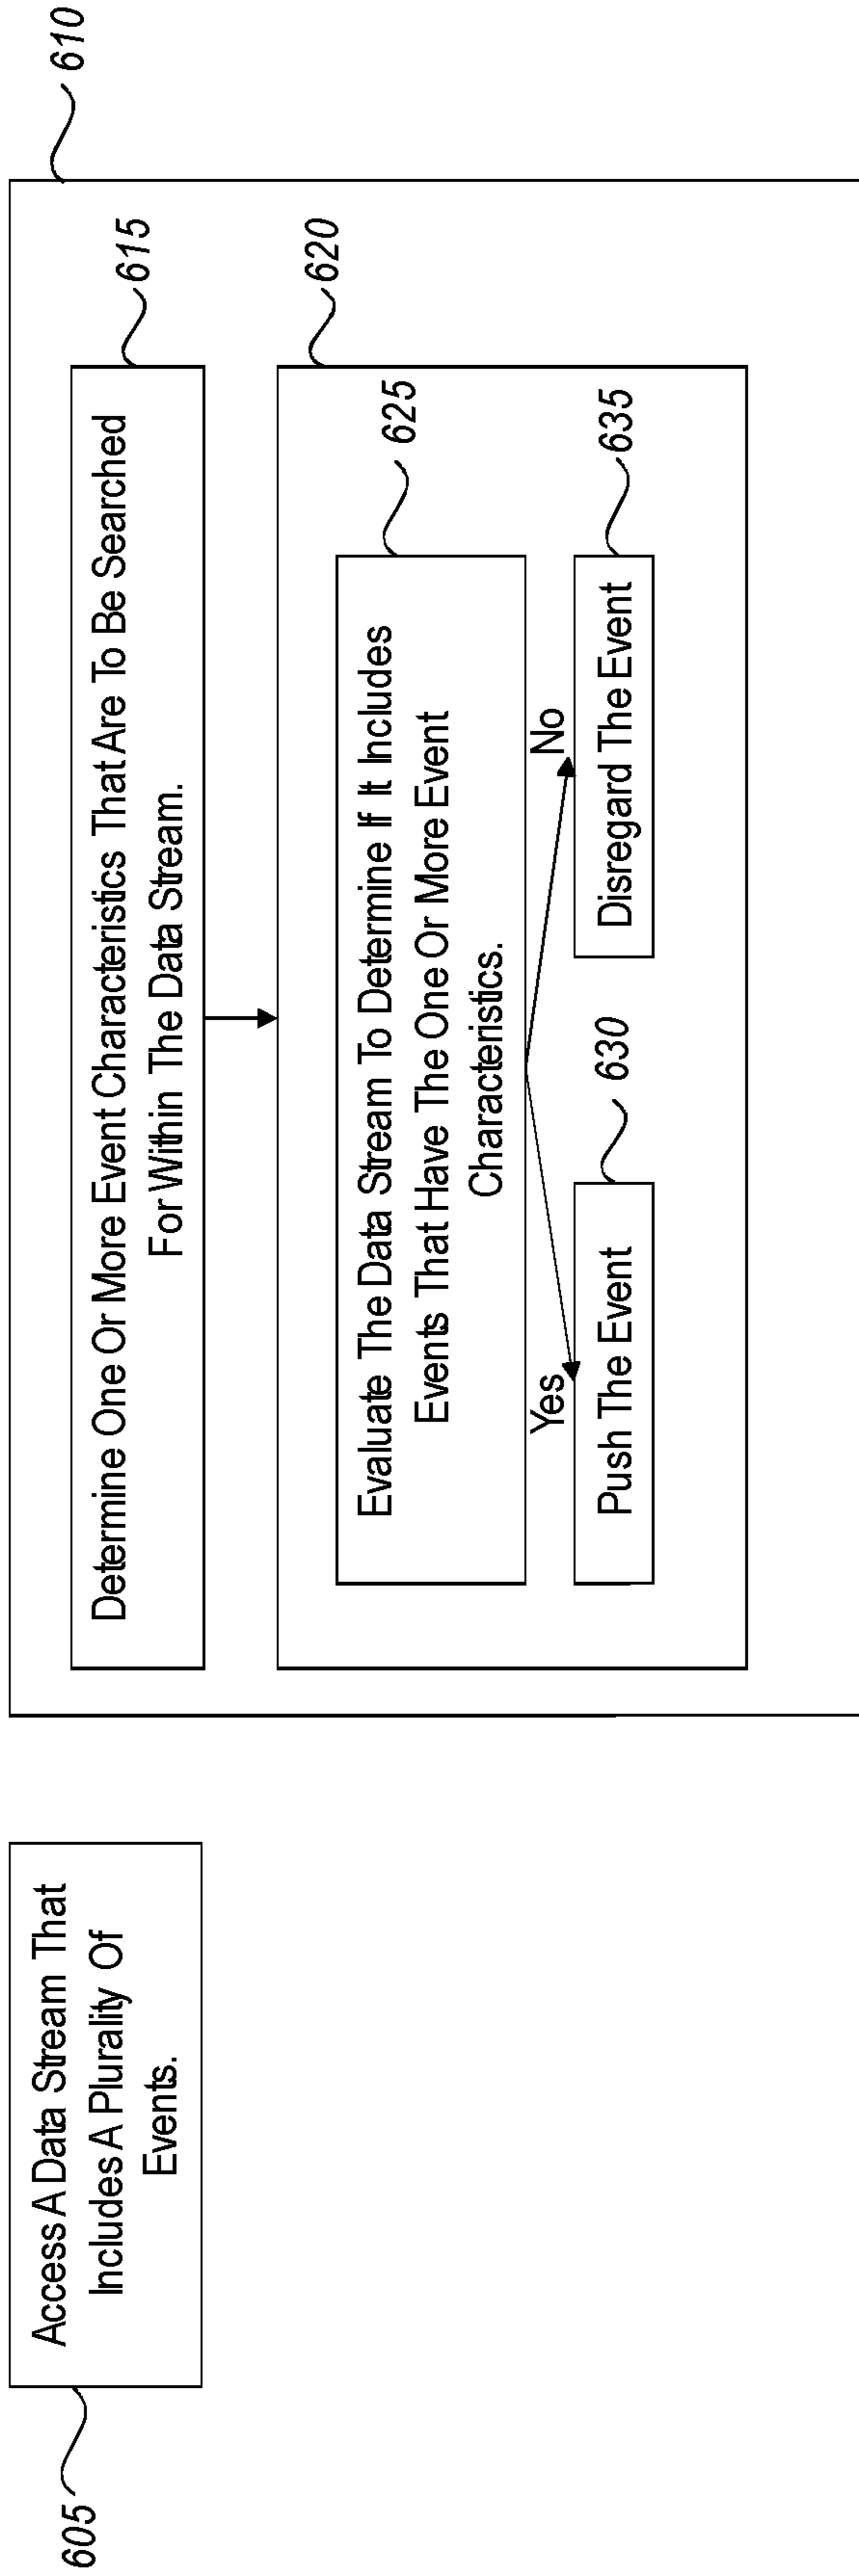 605
Access A Data Stream That
Includes A Plurality Of
Events.
610
615
Determine One Or More Event Characteristics That Are To Be Searched
For Within The Data Stream.
620
625
Evaluate The Data Stream To Determine If It Includes
Events That Have The One Or More Event
Characteristics.
Yes
No
630
Push The Event
635
Disregard The Event